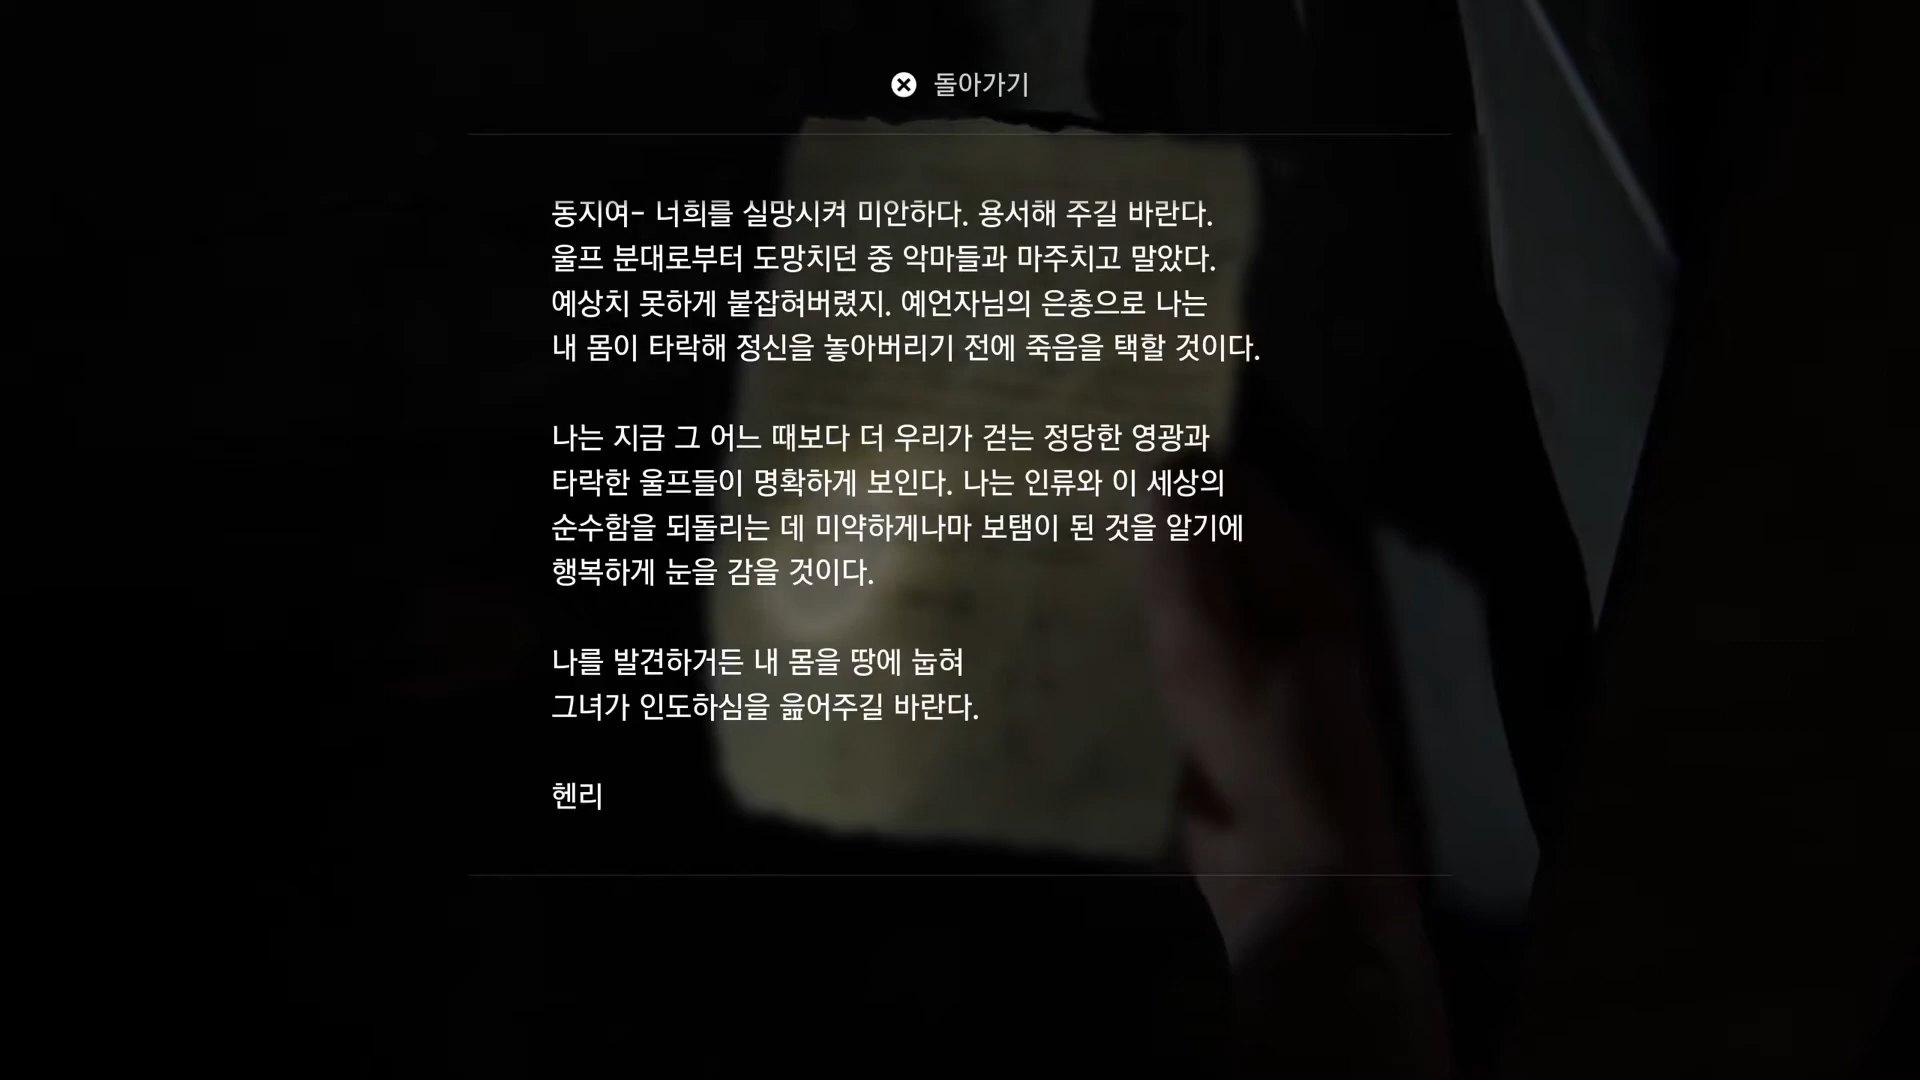 돌아가기
동지여- 너희를 실망시켜 미안하다. 용서해 주길 바란다.
울프 분대로부터 도망치던 중 악마들과 마주치고 말았다.
예상치 못하게 붙잡혀버렸지. 예언자님의 은총으로 나는
내 몸이 타락해 정신을 놓아버리기 전에 죽음을 택할 것이다.
나는 지금 그 어느 때보다 더 우리가 걷는 정당한 영광과
타락한 울프들이 명확하게 보인다. 나는 인류와 이 세상의
순수함을 되돌리는 데 미약하게나마 보탬이 된 것을 알기에
행복하게 눈을 감을 것이다.
나를 발견하거든 내 몸을 땅에 눕혀
그녀가 인도하심을 읊어주길 바란다.
헨리